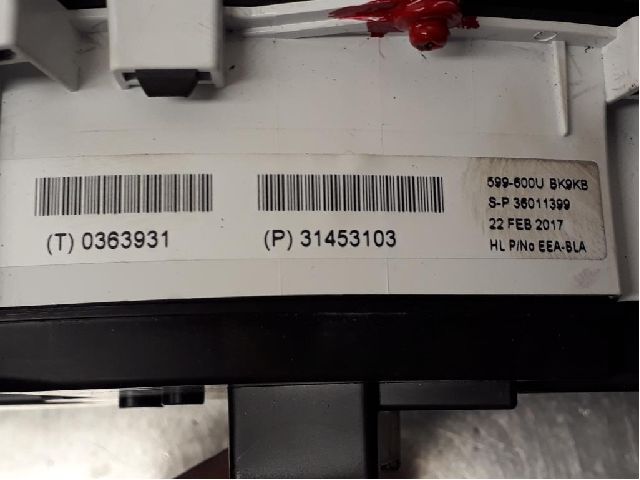 (T) 0363931
(P) 31453103
599-600U BK9KB
S-P 36011399
22 FEB 2017
HL P/No EEA-BLA